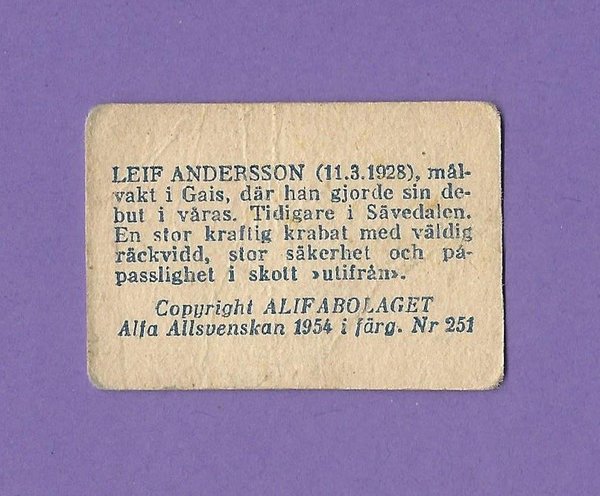 LEIF ANDERSSON (11.3.1928), mål-
vakt i Gais, där han gjorde sin de-
but i våras. Tidigare i Sävedalen.
En stor kraftig krabat med väldig
räckvidd, stor säkerhet och på-
passlighet i skott »utifrån».
Copyright ALIFABOLAGET
Alfa Allsvenskan 1954 i färg. Nr 251